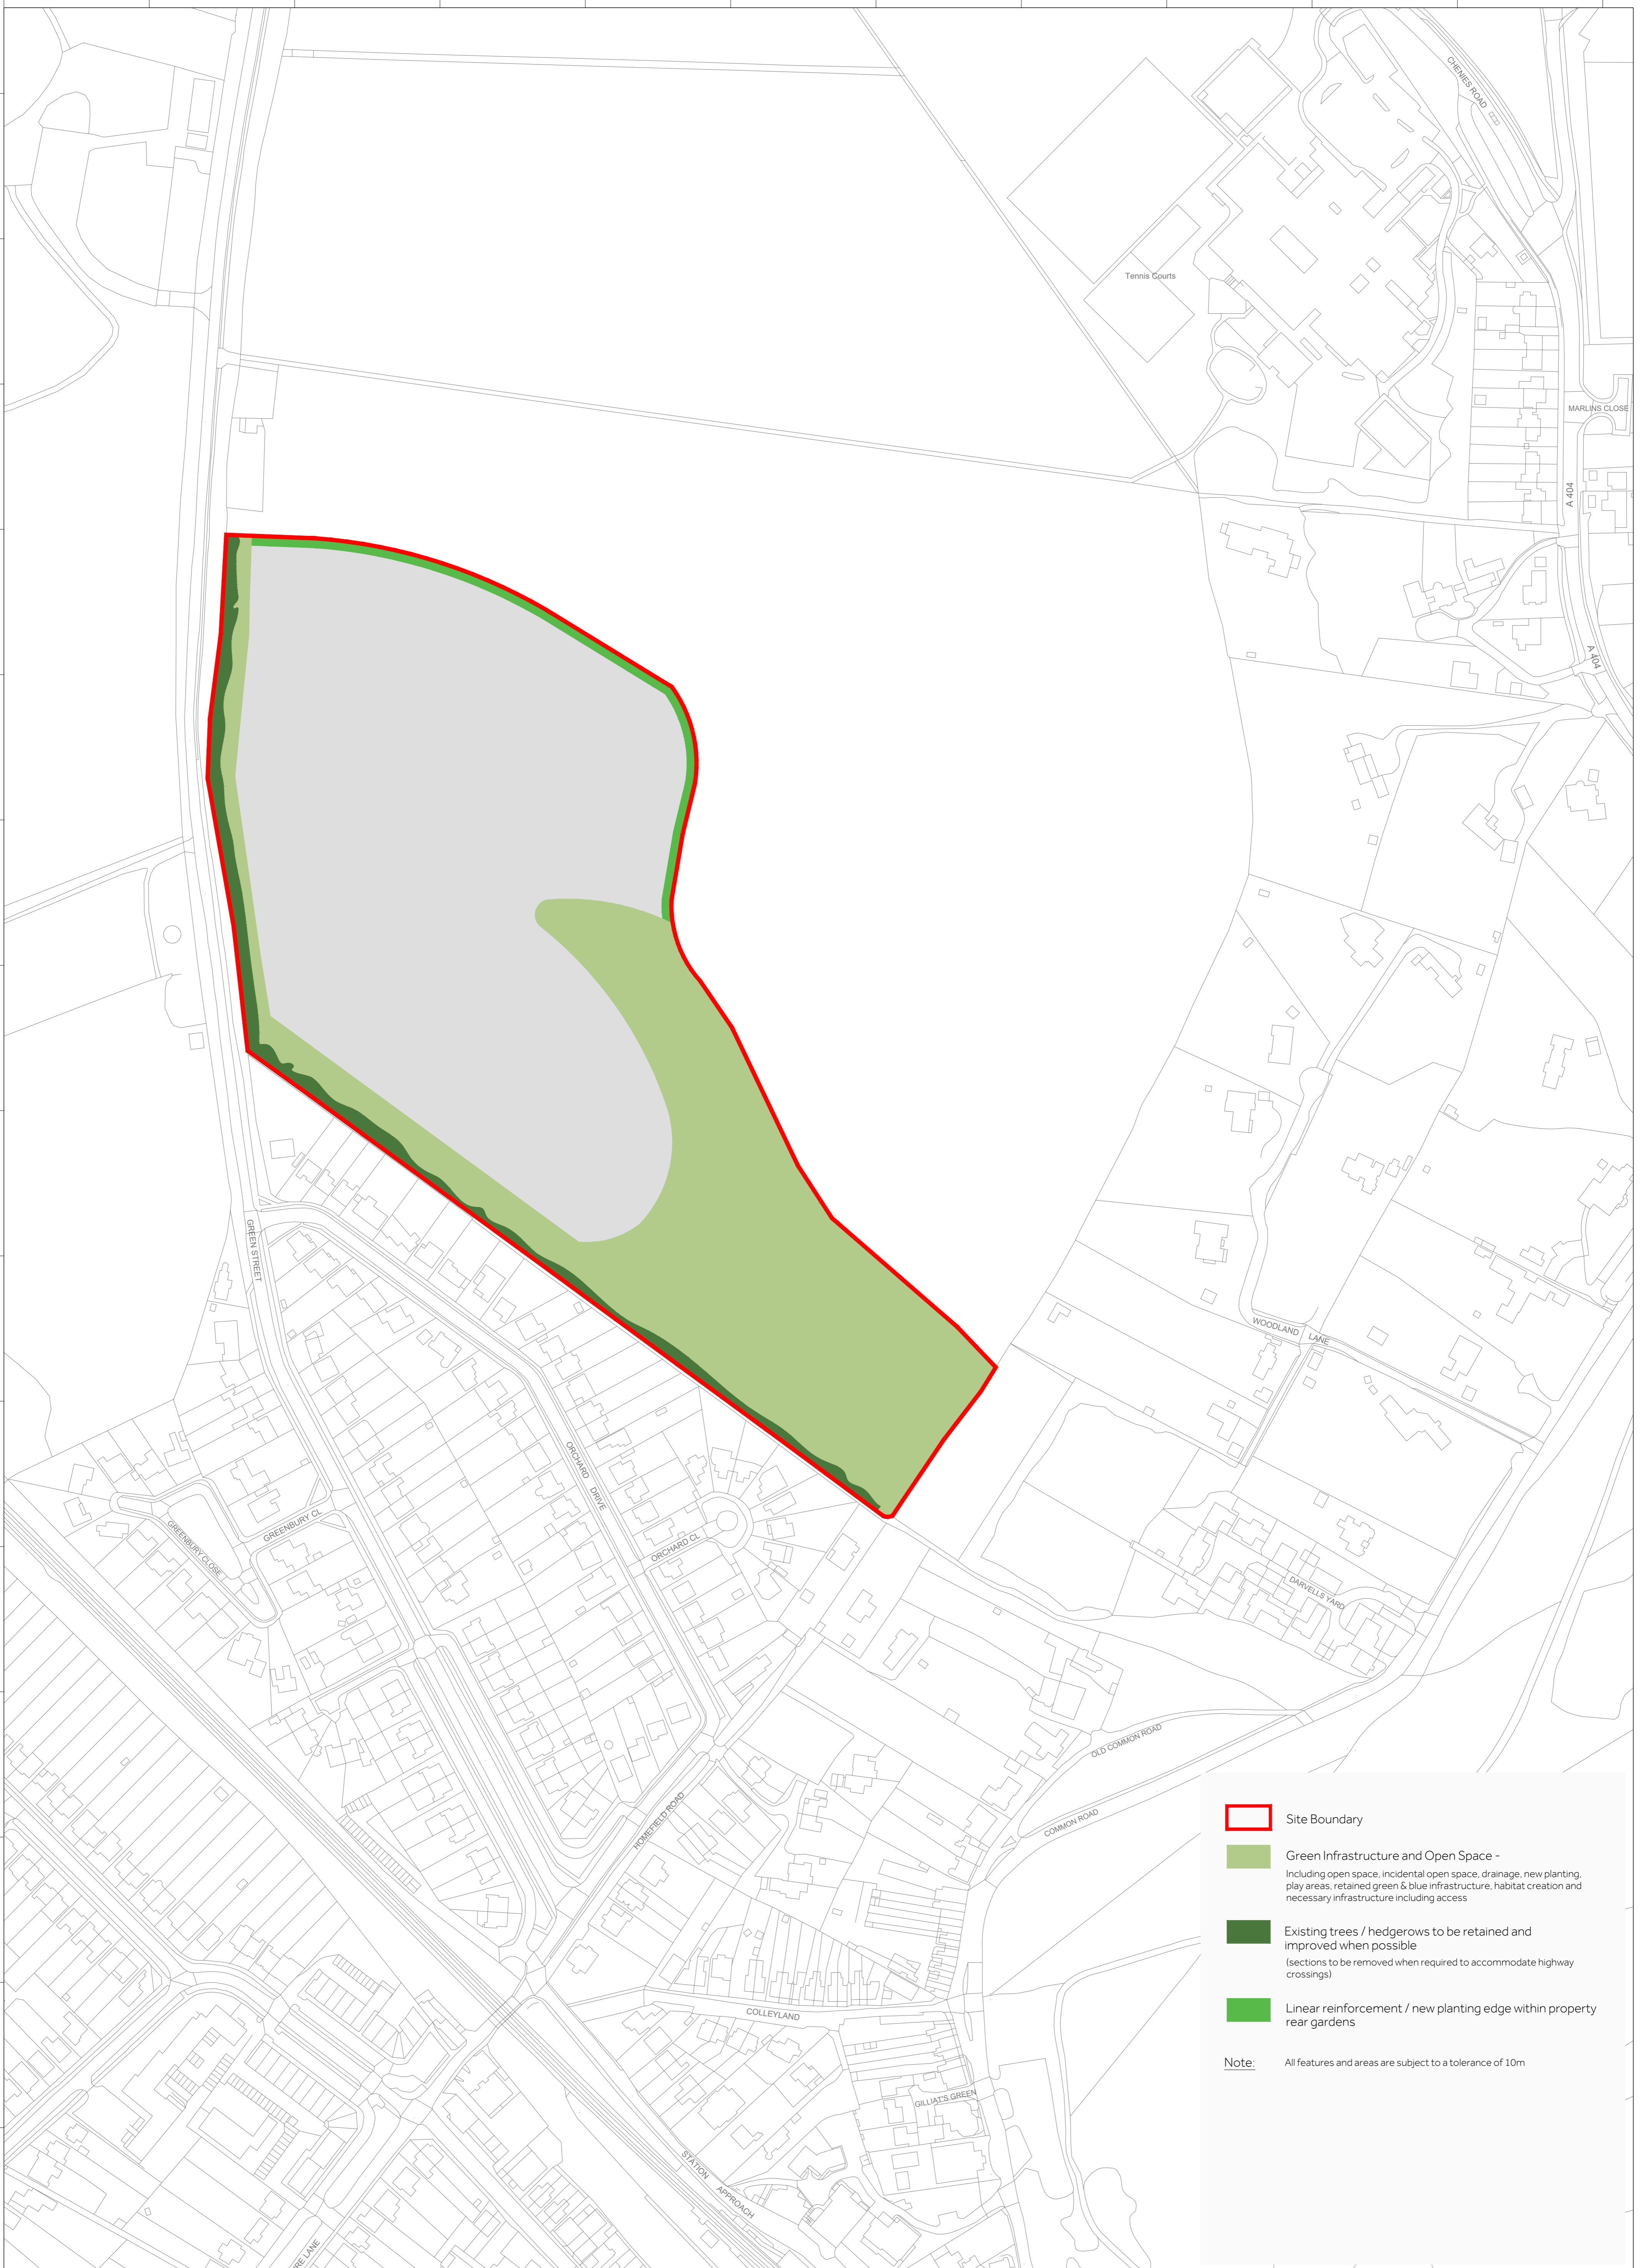 CHENIES ROAD
Tennis Courts
MARLINS CLOSE
A 404
A 404
GREEN STREET
WOODLAND LANE
ORCHARD DRIVE
ORCHARD CL
GREENBURY CL
GREENBURY CLOSE
DARVELLS YARD
OLD COMMON ROAD
COMMON ROAD
HOMEFIELD ROAD
COLLEYLAND
GILLIAT'S GREEN
STATION APPROACH
RE LANE
Site Boundary
Green Infrastructure and Open Space -
Including open space, incidental open space, drainage, new planting,
play areas, retained green & blue infrastructure, habitat creation and
necessary infrastructure including access
Existing trees / hedgerows to be retained and
improved when possible
(sections to be removed when required to accommodate highway
crossings)
Linear reinforcement / new planting edge within property
rear gardens
Note: All features and areas are subject to a tolerance of 10m